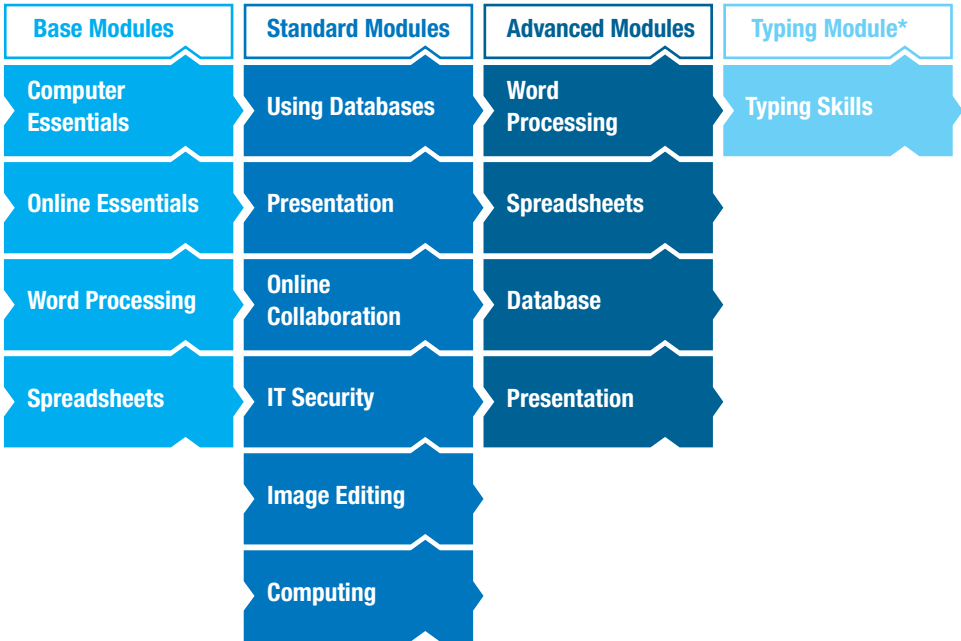 Base Modules
Computer
Essentials
Online Essentials
Word Processing
Spreadsheets
Standard Modules
Using Databases
Presentation
Online
Collaboration
IT Security
Image Editing
Computing
Advanced Modules
Word
Processing
Spreadsheets
Database
Presentation
Typing Module*
Typing Skills